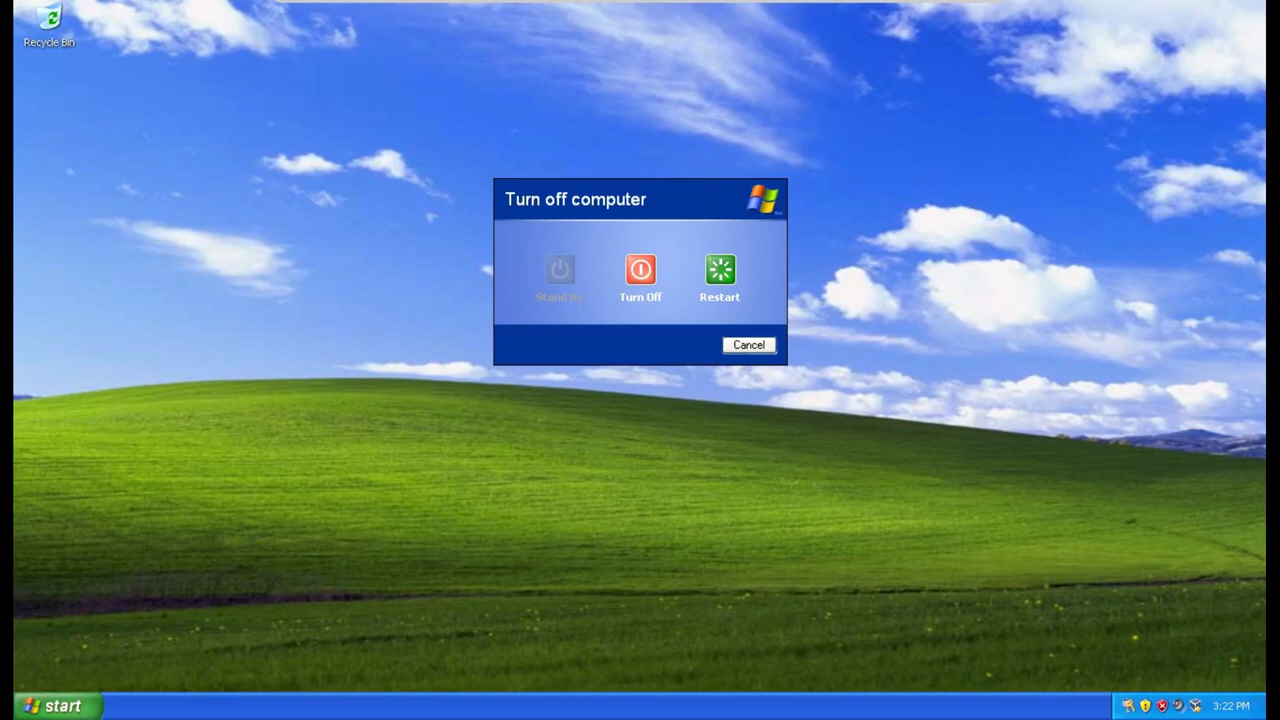 Recycle Bin
Turn off computer
Stand By
Turn Off
Restart
Cancel
start
3:22 PM